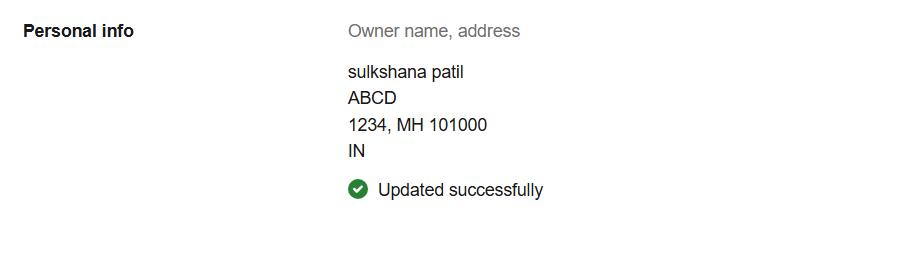 Personal info
Owner name, address
sulkshana patil
ABCD
1234, MH 101000
IN
Updated successfully